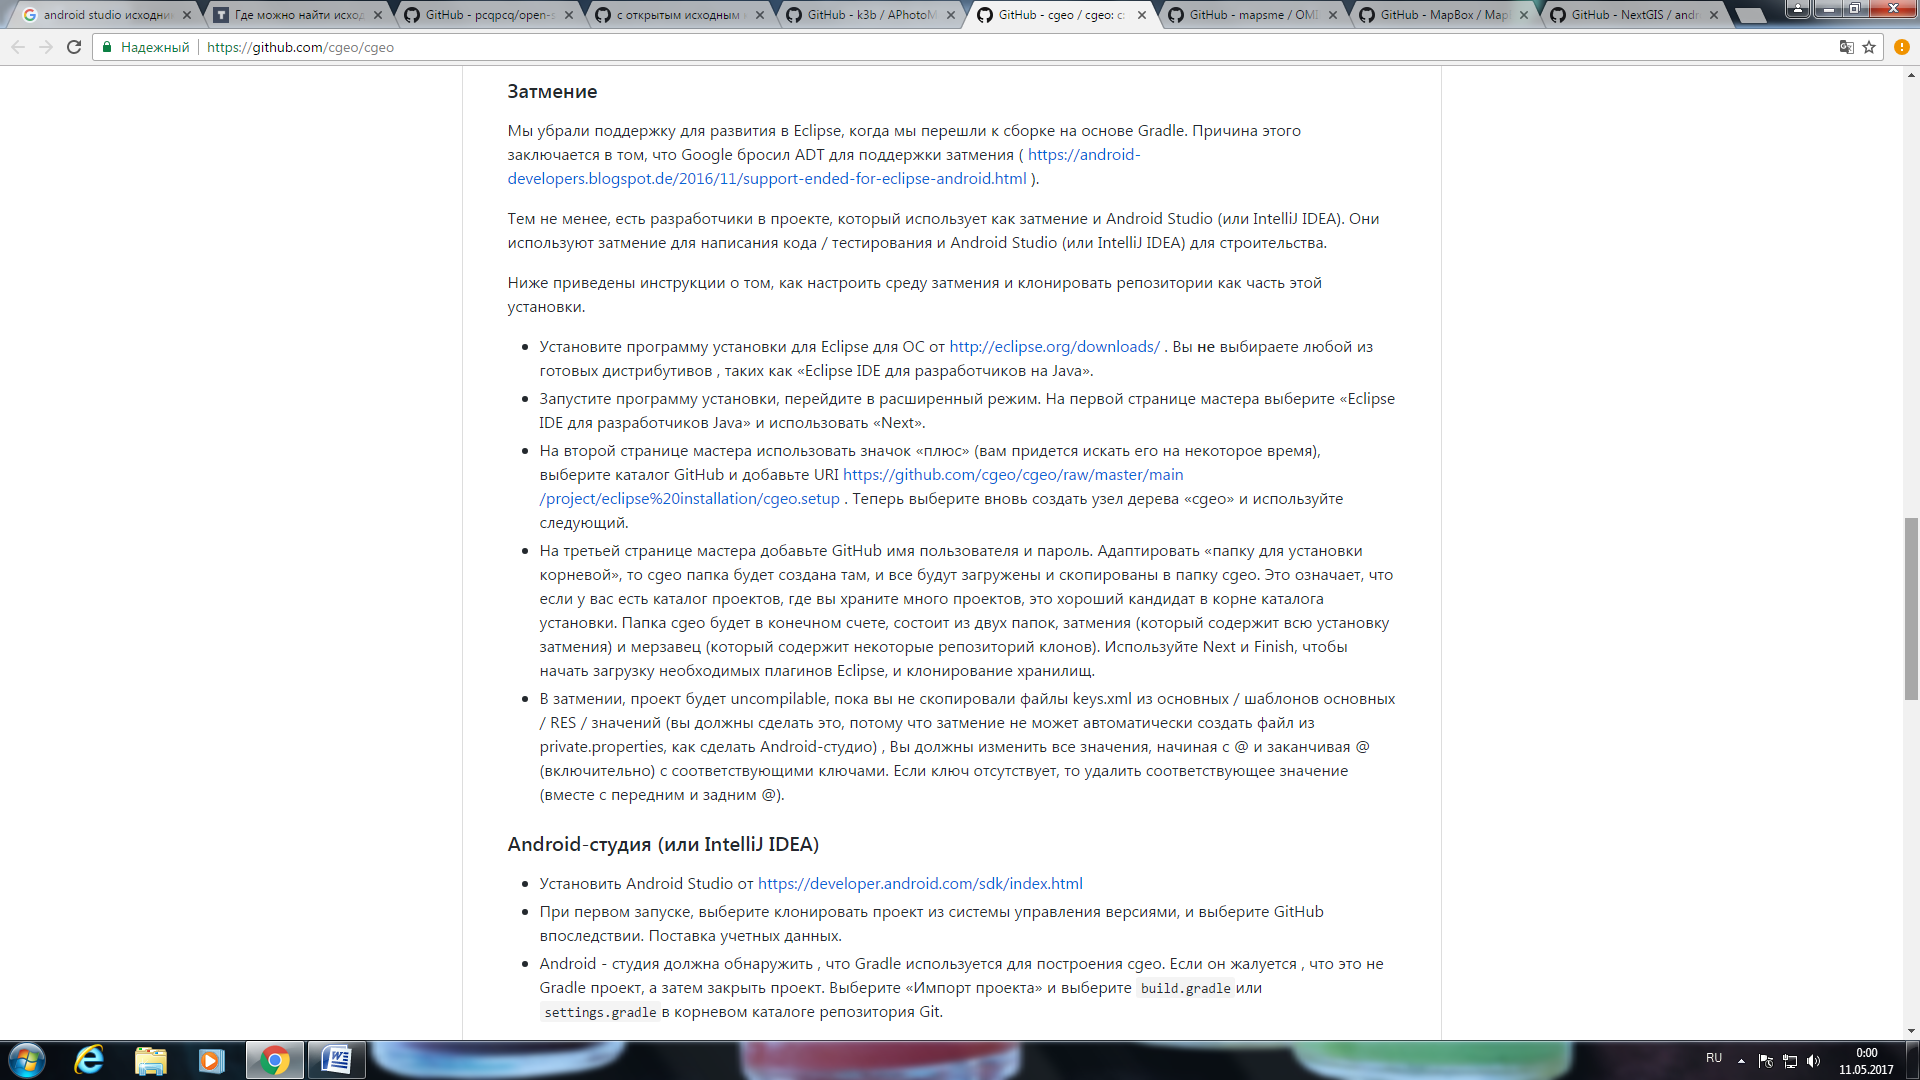 android studio исходник
Где можно найти исход
GitHub - pcqpcq/open-s
с открытым исходным
GitHub - k3b / APhotoM
GitHub - cgeo / cgeo: с:
GitHub - mapsme / OMI
GitHub - MapBox / Map
GitHub - NextGIS / andr
Надежный https://github.com/cgeo/cgeo
Затмение
Мы убрали поддержку для развития в Eclipse, когда мы перешли к сборке на основе Gradle. Причина этого
заключается в том, что Google бросил ADT для поддержки затмения ( https://android-
developers.blogspot.de/2016/11/support-ended-for-eclipse-android.html ).
Тем не менее, есть разработчики в проекте, который использует как затмение и Android Studio (или IntelliJ IDEA). Они
используют затмение для написания кода / тестирования и Android Studio (или IntelliJ IDEA) для строительства.
Ниже приведены инструкции о том, как настроить среду затмения и клонировать репозитории как часть этой
установки.
Установите программу установки для Eclipse для ОС от http://eclipse.org/downloads/ . Вы не выбираете любой из
готовых дистрибутивов , таких как «Eclipse IDE для разработчиков на Java».
Запустите программу установки, перейдите в расширенный режим. На первой странице мастера выберите «Eclipse
IDE для разработчиков Java» и использовать «Next».
На второй странице мастера использовать значок «плюс» (вам придется искать его на некоторое время),
выберите каталог GitHub и добавьте URI https://github.com/cgeo/cgeo/raw/master/main
/project/eclipse%20installation/cgeo.setup . Теперь выберите вновь создать узел дерева «cgeo» и используйте
следующий.
На третьей странице мастера добавьте GitHub имя пользователя и пароль. Адаптировать «папку для установки
корневой», то cgeo папка будет создана там, и все будут загружены и скопированы в папку cgeo. Это означает, что
если у вас есть каталог проектов, где вы храните много проектов, это хороший кандидат в корне каталога
установки. Папка cgeo будет в конечном счете, состоит из двух папок, затмения (который содержит всю установку
затмения) и мерзавец (который содержит некоторые репозиторий клонов). Используйте Next и Finish, чтобы
начать загрузку необходимых плагинов Eclipse, и клонирование хранилищ.
В затмении, проект будет uncompilable, пока вы не скопировали файлы keys.xml из основных / шаблонов основных
/ RES / значений (вы должны сделать это, потому что затмение не может автоматически создать файл из
private.properties, как сделать Android-студио) , Вы должны изменить все значения, начиная с @ и заканчивая @
(включительно) с соответствующими ключами. Если ключ отсутствует, то удалить соответствующее значение
(вместе с передним и задним @).
Android-студия (или IntelliJ IDEA)
Установить Android Studio от https://developer.android.com/sdk/index.html
При первом запуске, выберите клонировать проект из системы управления версиями, и выберите GitHub
впоследствии. Поставка учетных данных.
Android - студия должна обнаружить , что Gradle используется для построения cgeo. Если он жалуется , что это не
Gradle проект, а затем закрыть проект. Выберите «Импорт проекта» и выберите build.gradle или
settings.gradle в корневом каталоге репозитория Git.
RU
0:00
11.05.2017